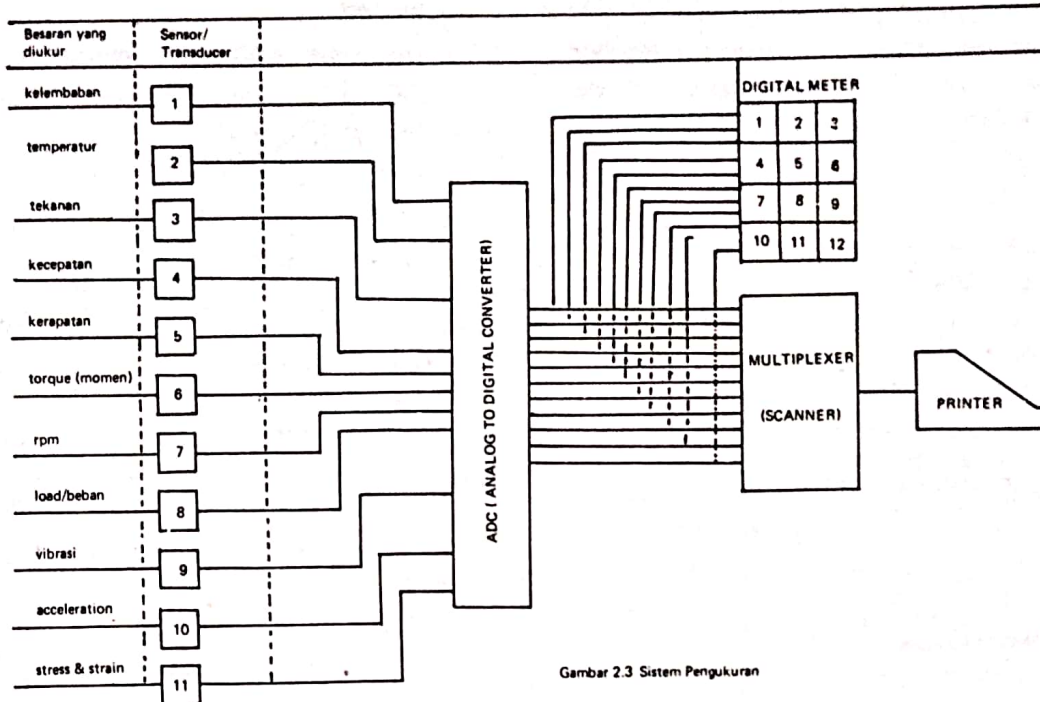 Besaran yang
diukur
Sensor/
Transducer
kelembaban
1
temperatur
2
tekanan
3
kecepatan
4
kerapatan
5
torque (momen)
6
rpm
7
load/beban
8
vibrasi
9
acceleration
10
stress & strain
11
ADC ( ANALOG TO DIGITAL CONVERTER)
DIGITAL METER
1 2 3
4 5 6
7 8 9
10 11 12
MULTIPLEXER
(SCANNER)
PRINTER
Gambar 2.3 Sistem Pengukuran